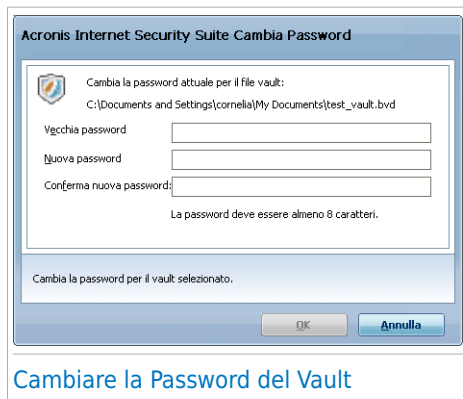 Acronis Internet Security Suite Cambia Password
Cambia la password attuale per il file vault:
C:\Documents and Settings\cornelia\My Documents\test_vault.bvd
Vecchia password
Nuova password
Conferma nuova password:
La password deve essere almeno 8 caratteri.
Cambia la password per il vault selezionato.
OK
Annulla
Cambiare la Password del Vault